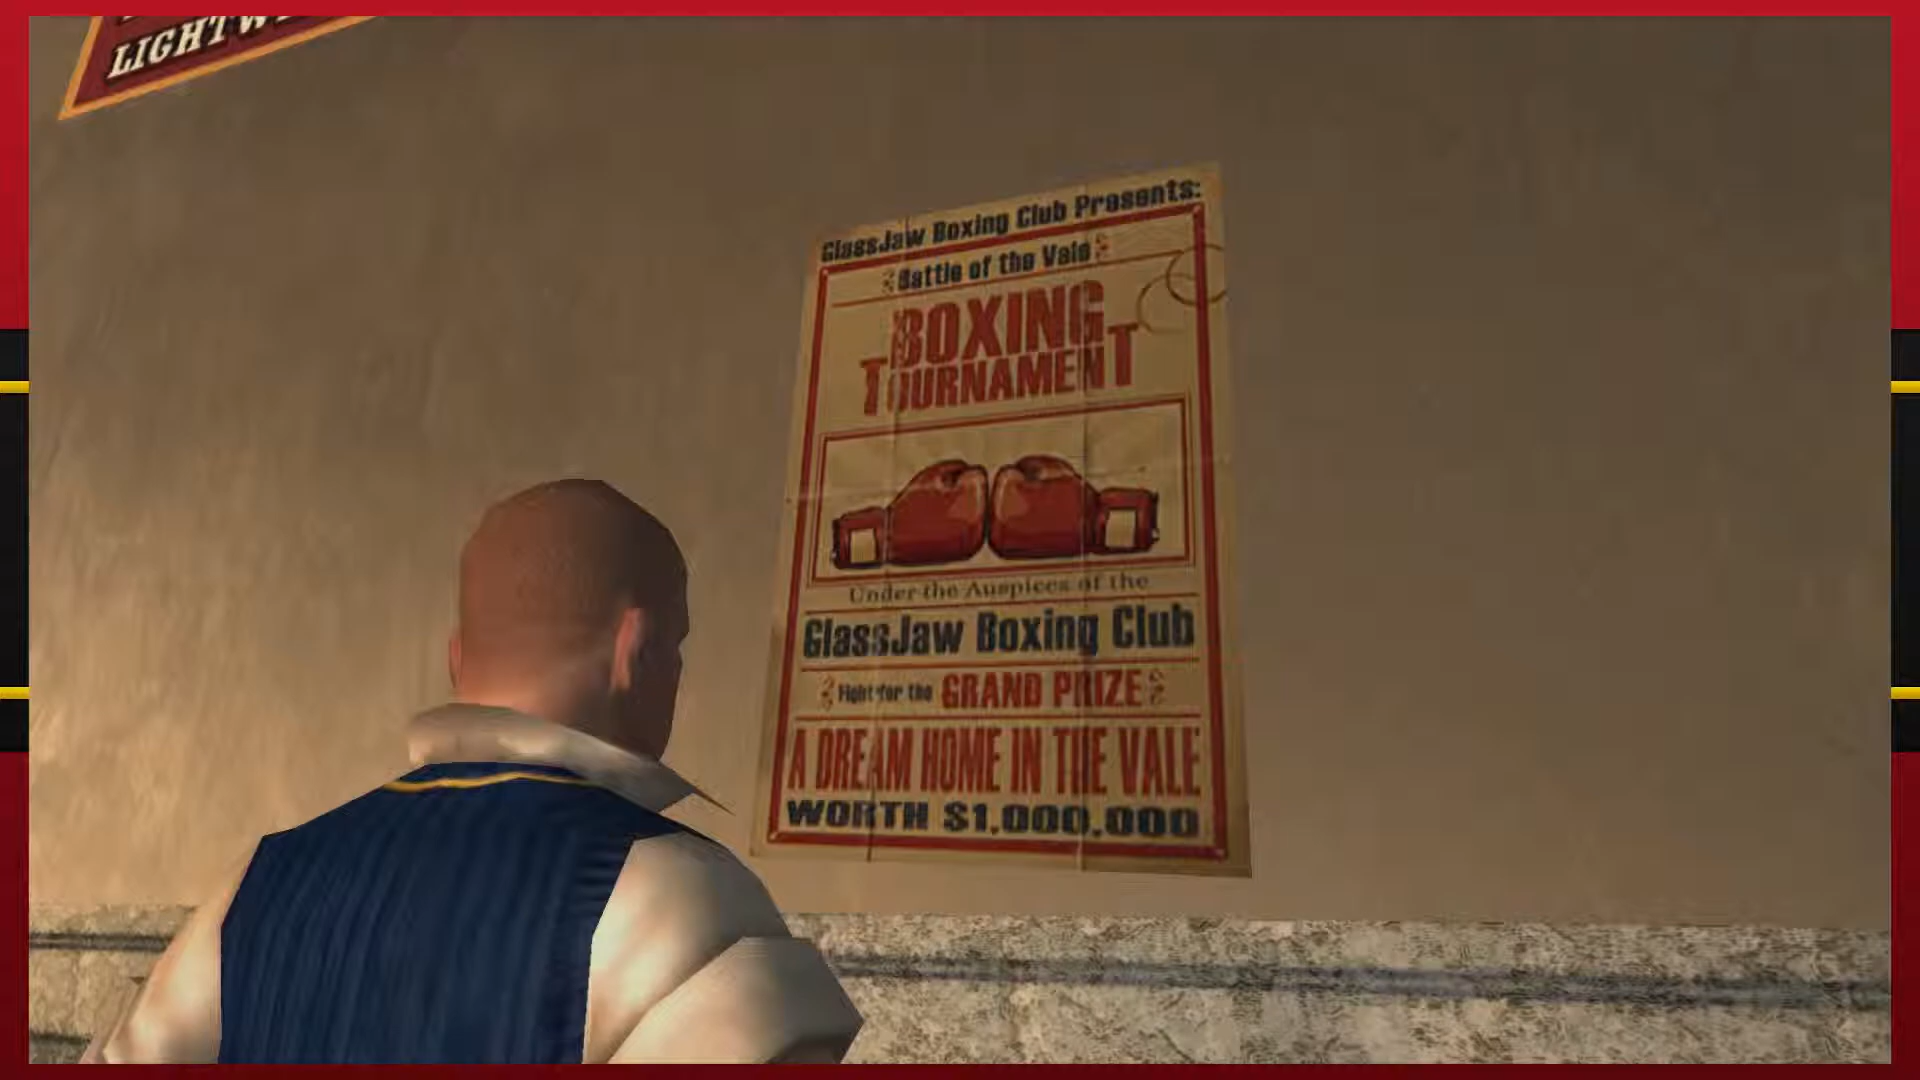 GlassJaw Boxing Club Presents:
Battle of the Vale
BOXING
TOURNAMENT
Under the Auspices of the
GlassJaw Boxing Club
Fight for the GRAND PRIZE
A DREAM HOME IN THE VALE
WORTH $1,000,000